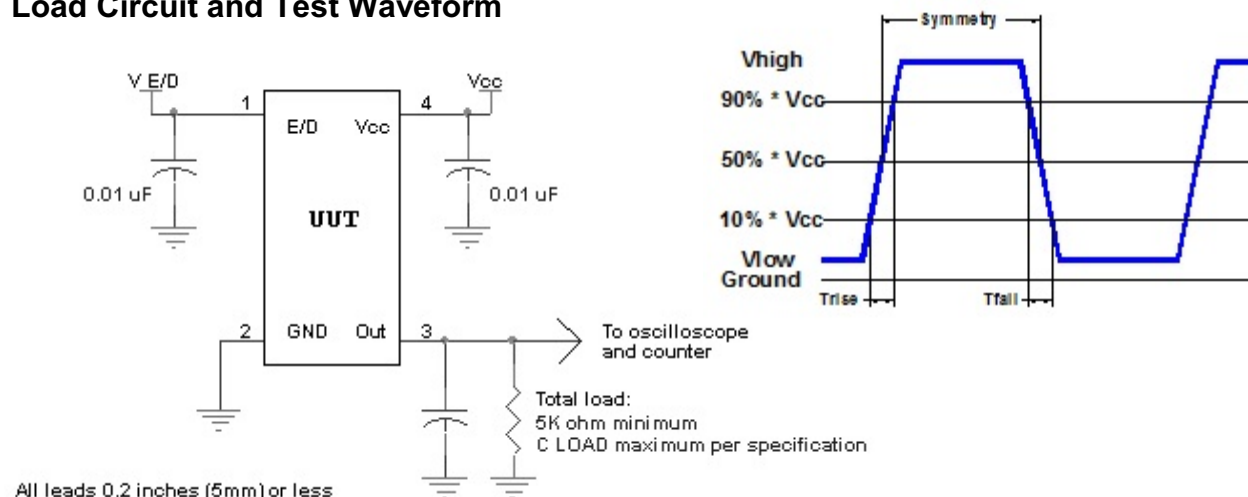 Load Circuit and Test Waveform
V E/D
Vcc
1
4
E/D
Vcc
0.01 uF
0.01 uF
UUT
2
GND
Out
3
To oscilloscope
and counter
Total load:
5K ohm minimum
C LOAD maximum per specification
All leads 0.2 inches (5mm) or less
Symmetry
Vhigh
90% * Vcc
50% * Vcc
10% * Vcc
Vlow
Ground
Trise
Tfall